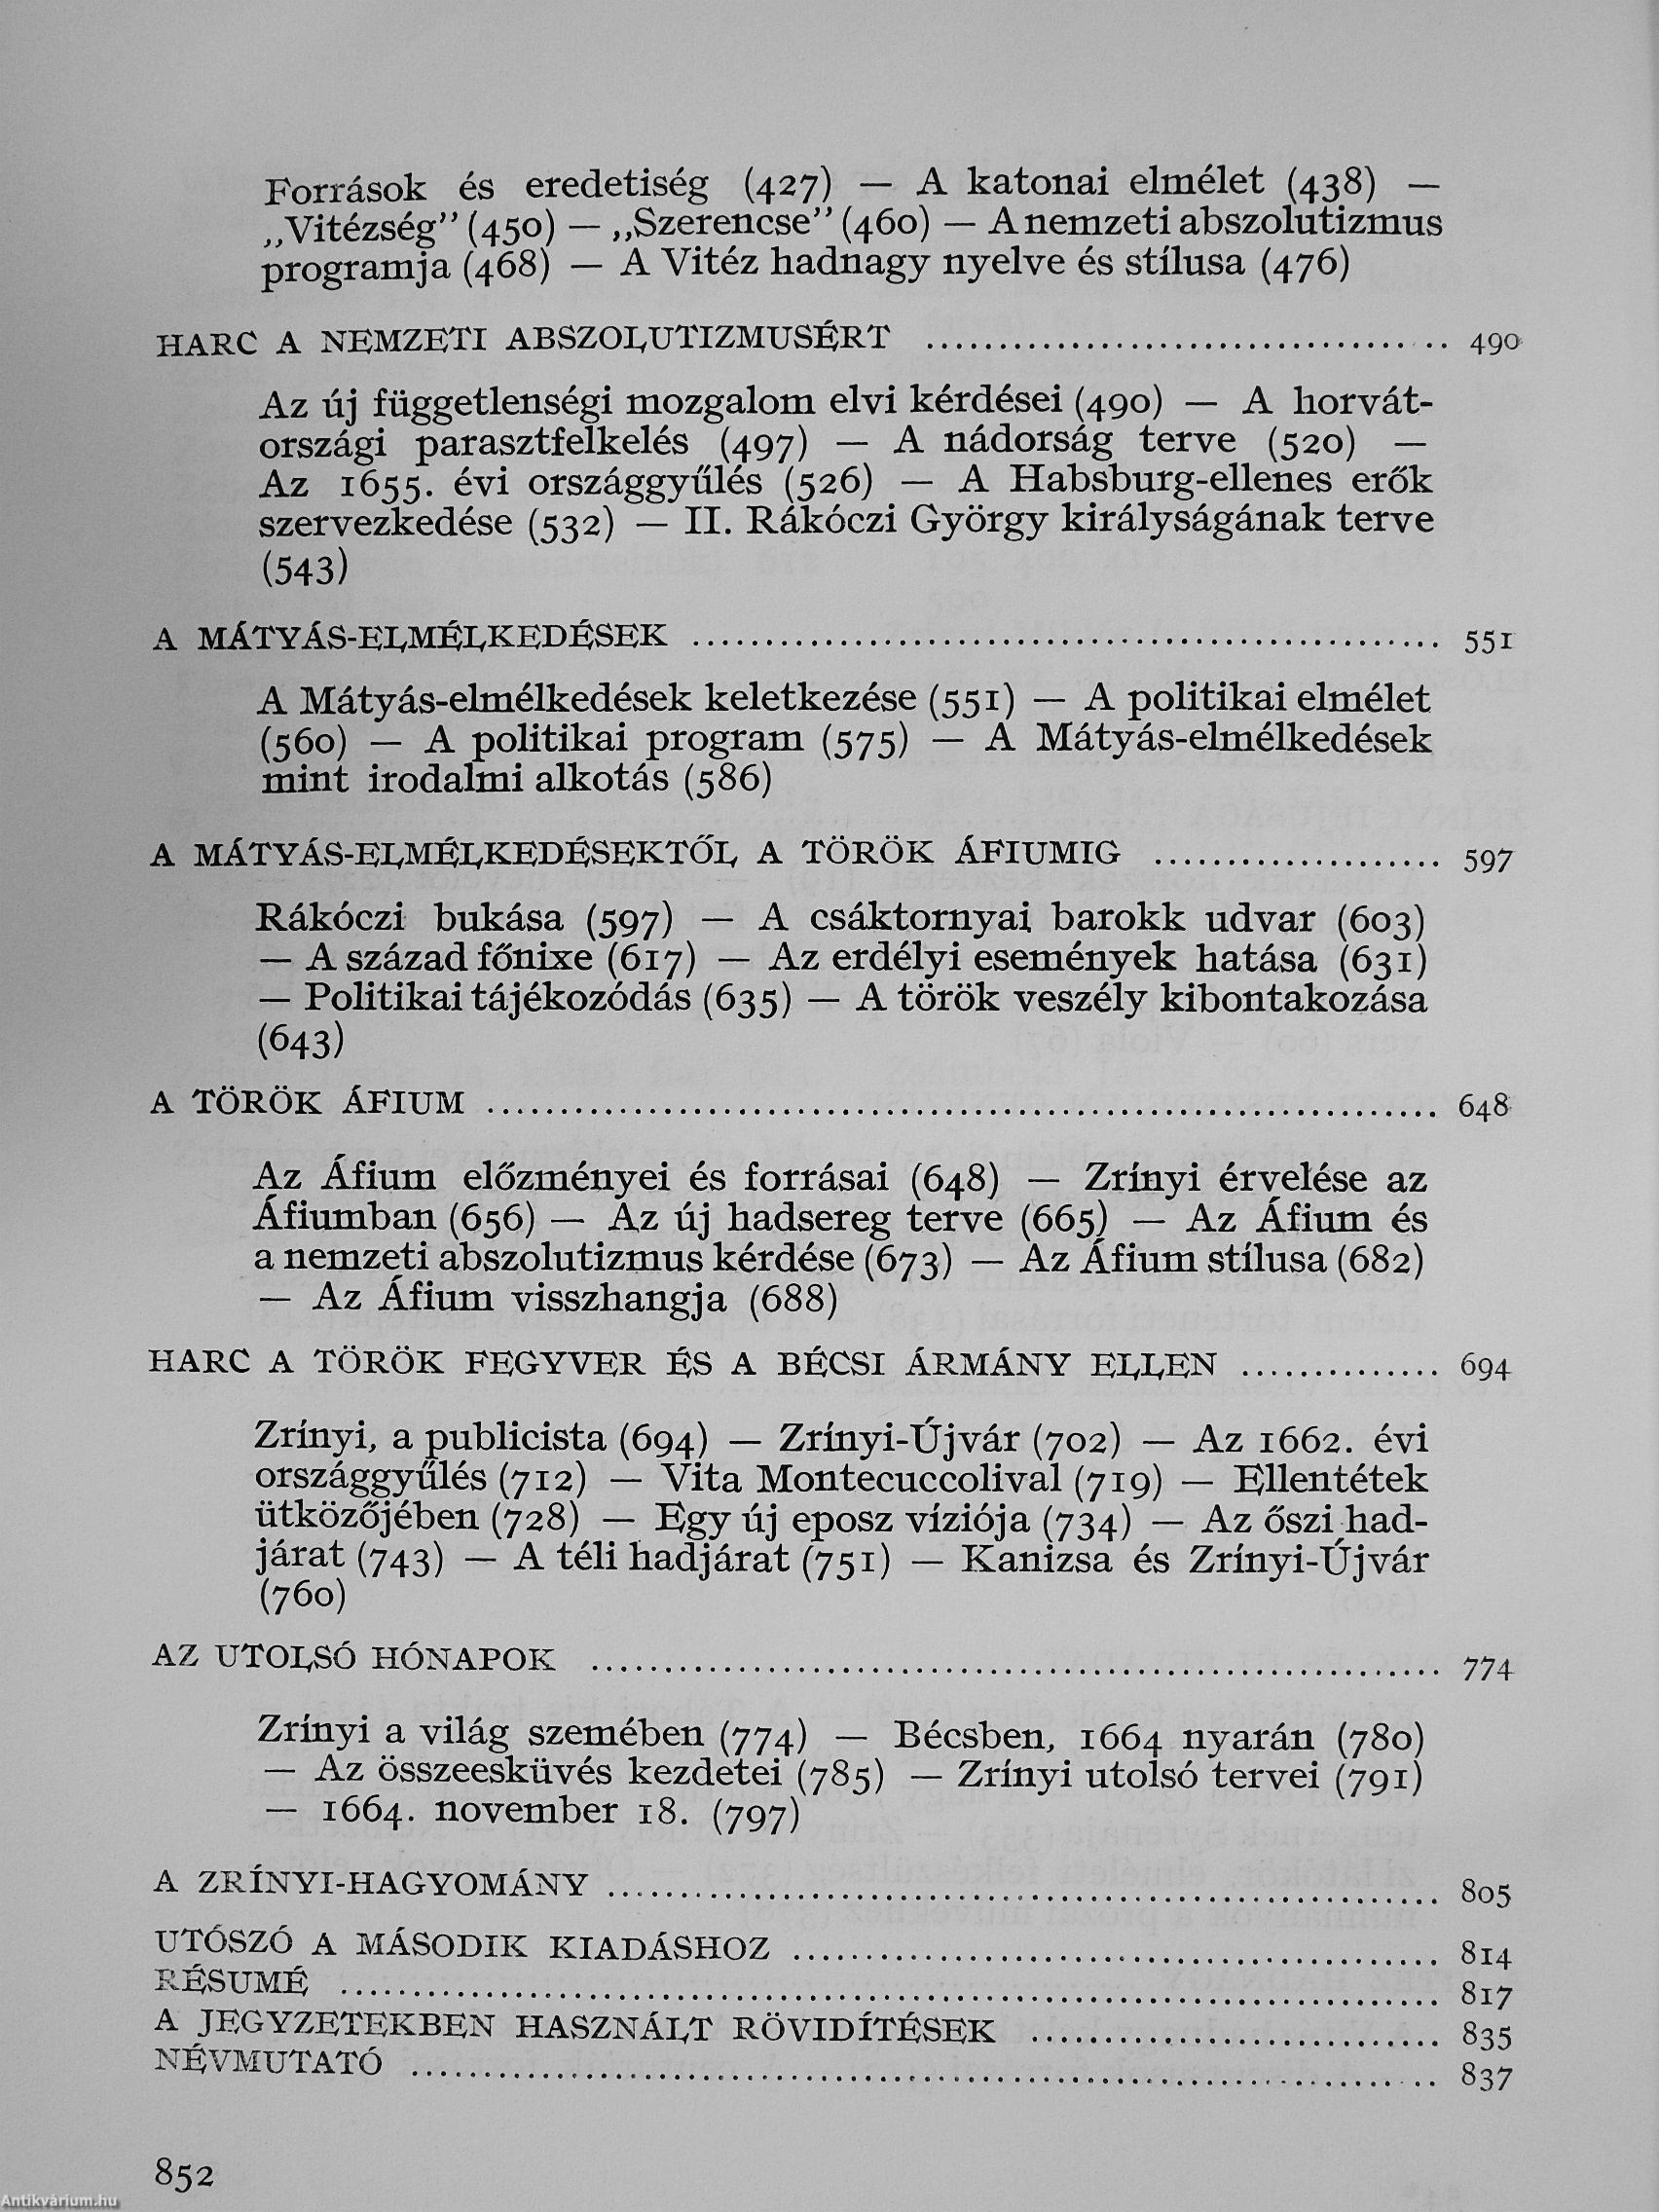 Források és eredetiség (427) — A katonai elmélet (438) —
„Vitézség” (450) — „Szerencse” (460) — A nemzeti abszolutizmus
programja (468) — A Vitéz hadnagy nyelve és stílusa (476)
HARC A NEMZETI ABSZOLUTIZMUSÉRT .................................... 490
Az új függetlenségi mozgalom elvi kérdései (490) — A horvát-
országi parasztfelkelés (497) — A nádorság terve (520) —
Az 1655. évi országgyűlés (526) — A Habsburg-ellenes erők
szervezkedése (532) — II. Rákóczi György királyságának terve
(543)
A MÁTYÁS-ELMÉLKEDÉSEK .................................................... 551
A Mátyás-elmélkedések keletkezése (551) — A politikai elmélet
(560) — A politikai program (575) — A Mátyás-elmélkedések
mint irodalmi alkotás (586)
A MÁTYÁS-ELMÉLKEDÉSEKTŐL A TÖRÖK ÁFIUMIG .................... 597
Rákóczi bukása (597) — A csáktornyai barokk udvar (603)
— A század főnixe (617) — Az erdélyi események hatása (631)
— Politikai tájékozódás (635) — A török veszély kibontakozása
(643)
A TÖRÖK ÁFIUM .................................................................. 648
Az Áfium előzményei és forrásai (648) — Zrínyi érvelése az
Áfiumban (656) — Az új hadsereg terve (665) — Az Áfium és
a nemzeti abszolutizmus kérdése (673) — Az Áfium stílusa (682)
— Az Áfium visszhangja (688)
HARC A TÖRÖK FEGYVER ÉS A BÉCSI ÁRMÁNY ELLEN .............. 694
Zrínyi, a publicista (694) — Zrínyi-Újvár (702) — Az 1662. évi
országgyűlés (712) — Vita Montecuccolival (719) — Ellentétek
ütközőjében (728) — Egy új eposz víziója (734) — Az őszi had-
járat (743) — A téli hadjárat (751) — Kanizsa és Zrínyi-Újvár
(760)
AZ UTOLSÓ HÓNAPOK ........................................................... 774
Zrínyi a világ szemében (774) — Bécsben, 1664 nyarán (780)
— Az összeesküvés kezdetei (785) — Zrínyi utolsó tervei (791)
— 1664. november 18. (797)
A ZRÍNYI-HAGYOMÁNY .......................................................... 805
UTÓSZÓ A MÁSODIK KIADÁSHOZ ............................................. 814
RÉSUMÉ ............................................................................ 817
A JEGYZETEKBEN HASZNÁLT RÖVIDÍTÉSEK ............................ 835
NÉVMUTATÓ ....................................................................... 837
852
Antikvárium.hu